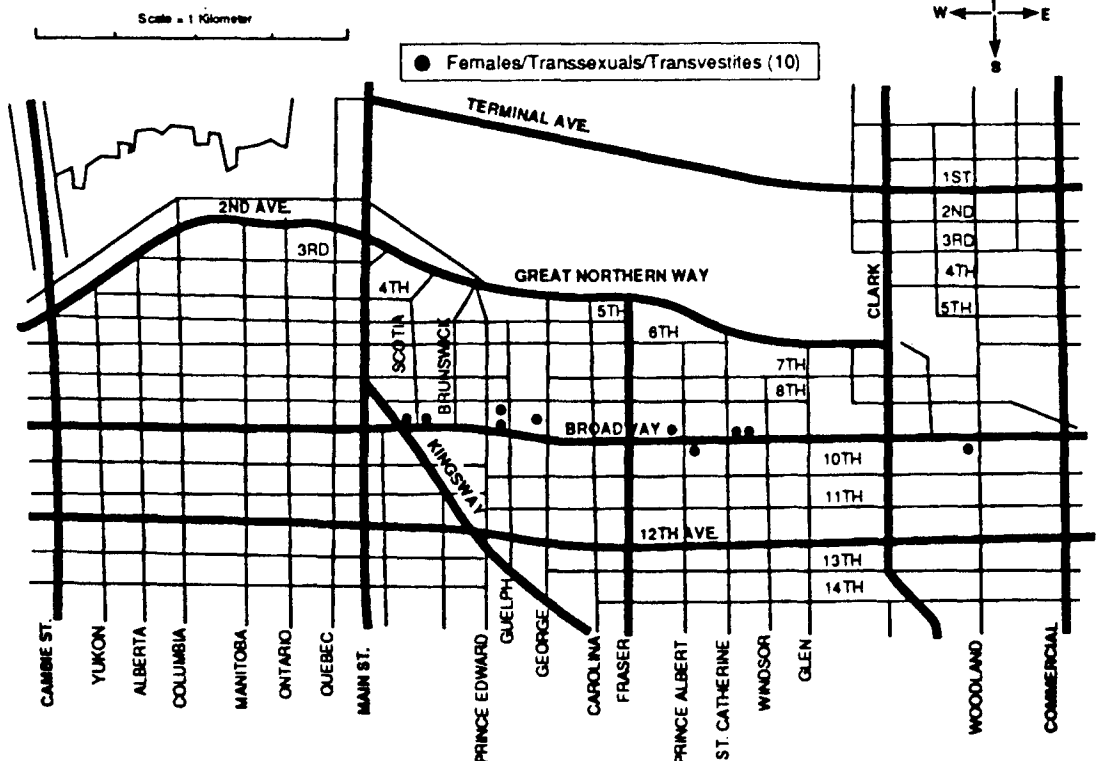 Scale = 1 Kilometer
W E
S
Females/Transsexuals/Transvestites (10)
TERMINAL AVE.
1ST
2ND AVE.
2ND
3RD
3RD
GREAT NORTHERN WAY
4TH
4TH
CLARK
5TH
5TH
SCOTIA
BRUNSWICK
6TH
7TH
8TH
BROADWAY
KINGSWAY
10TH
11TH
12TH AVE.
13TH
14TH
CAMBIE ST.
YUKON
ALBERTA
COLUMBIA
MANITOBA
ONTARIO
QUEBEC
MAIN ST.
PRINCE EDWARD
GUELPH
GEORGE
CAROLINA
FRASER
PRINCE ALBERT
ST. CATHERINE
WINDSOR
GLEN
WOODLAND
COMMERCIAL